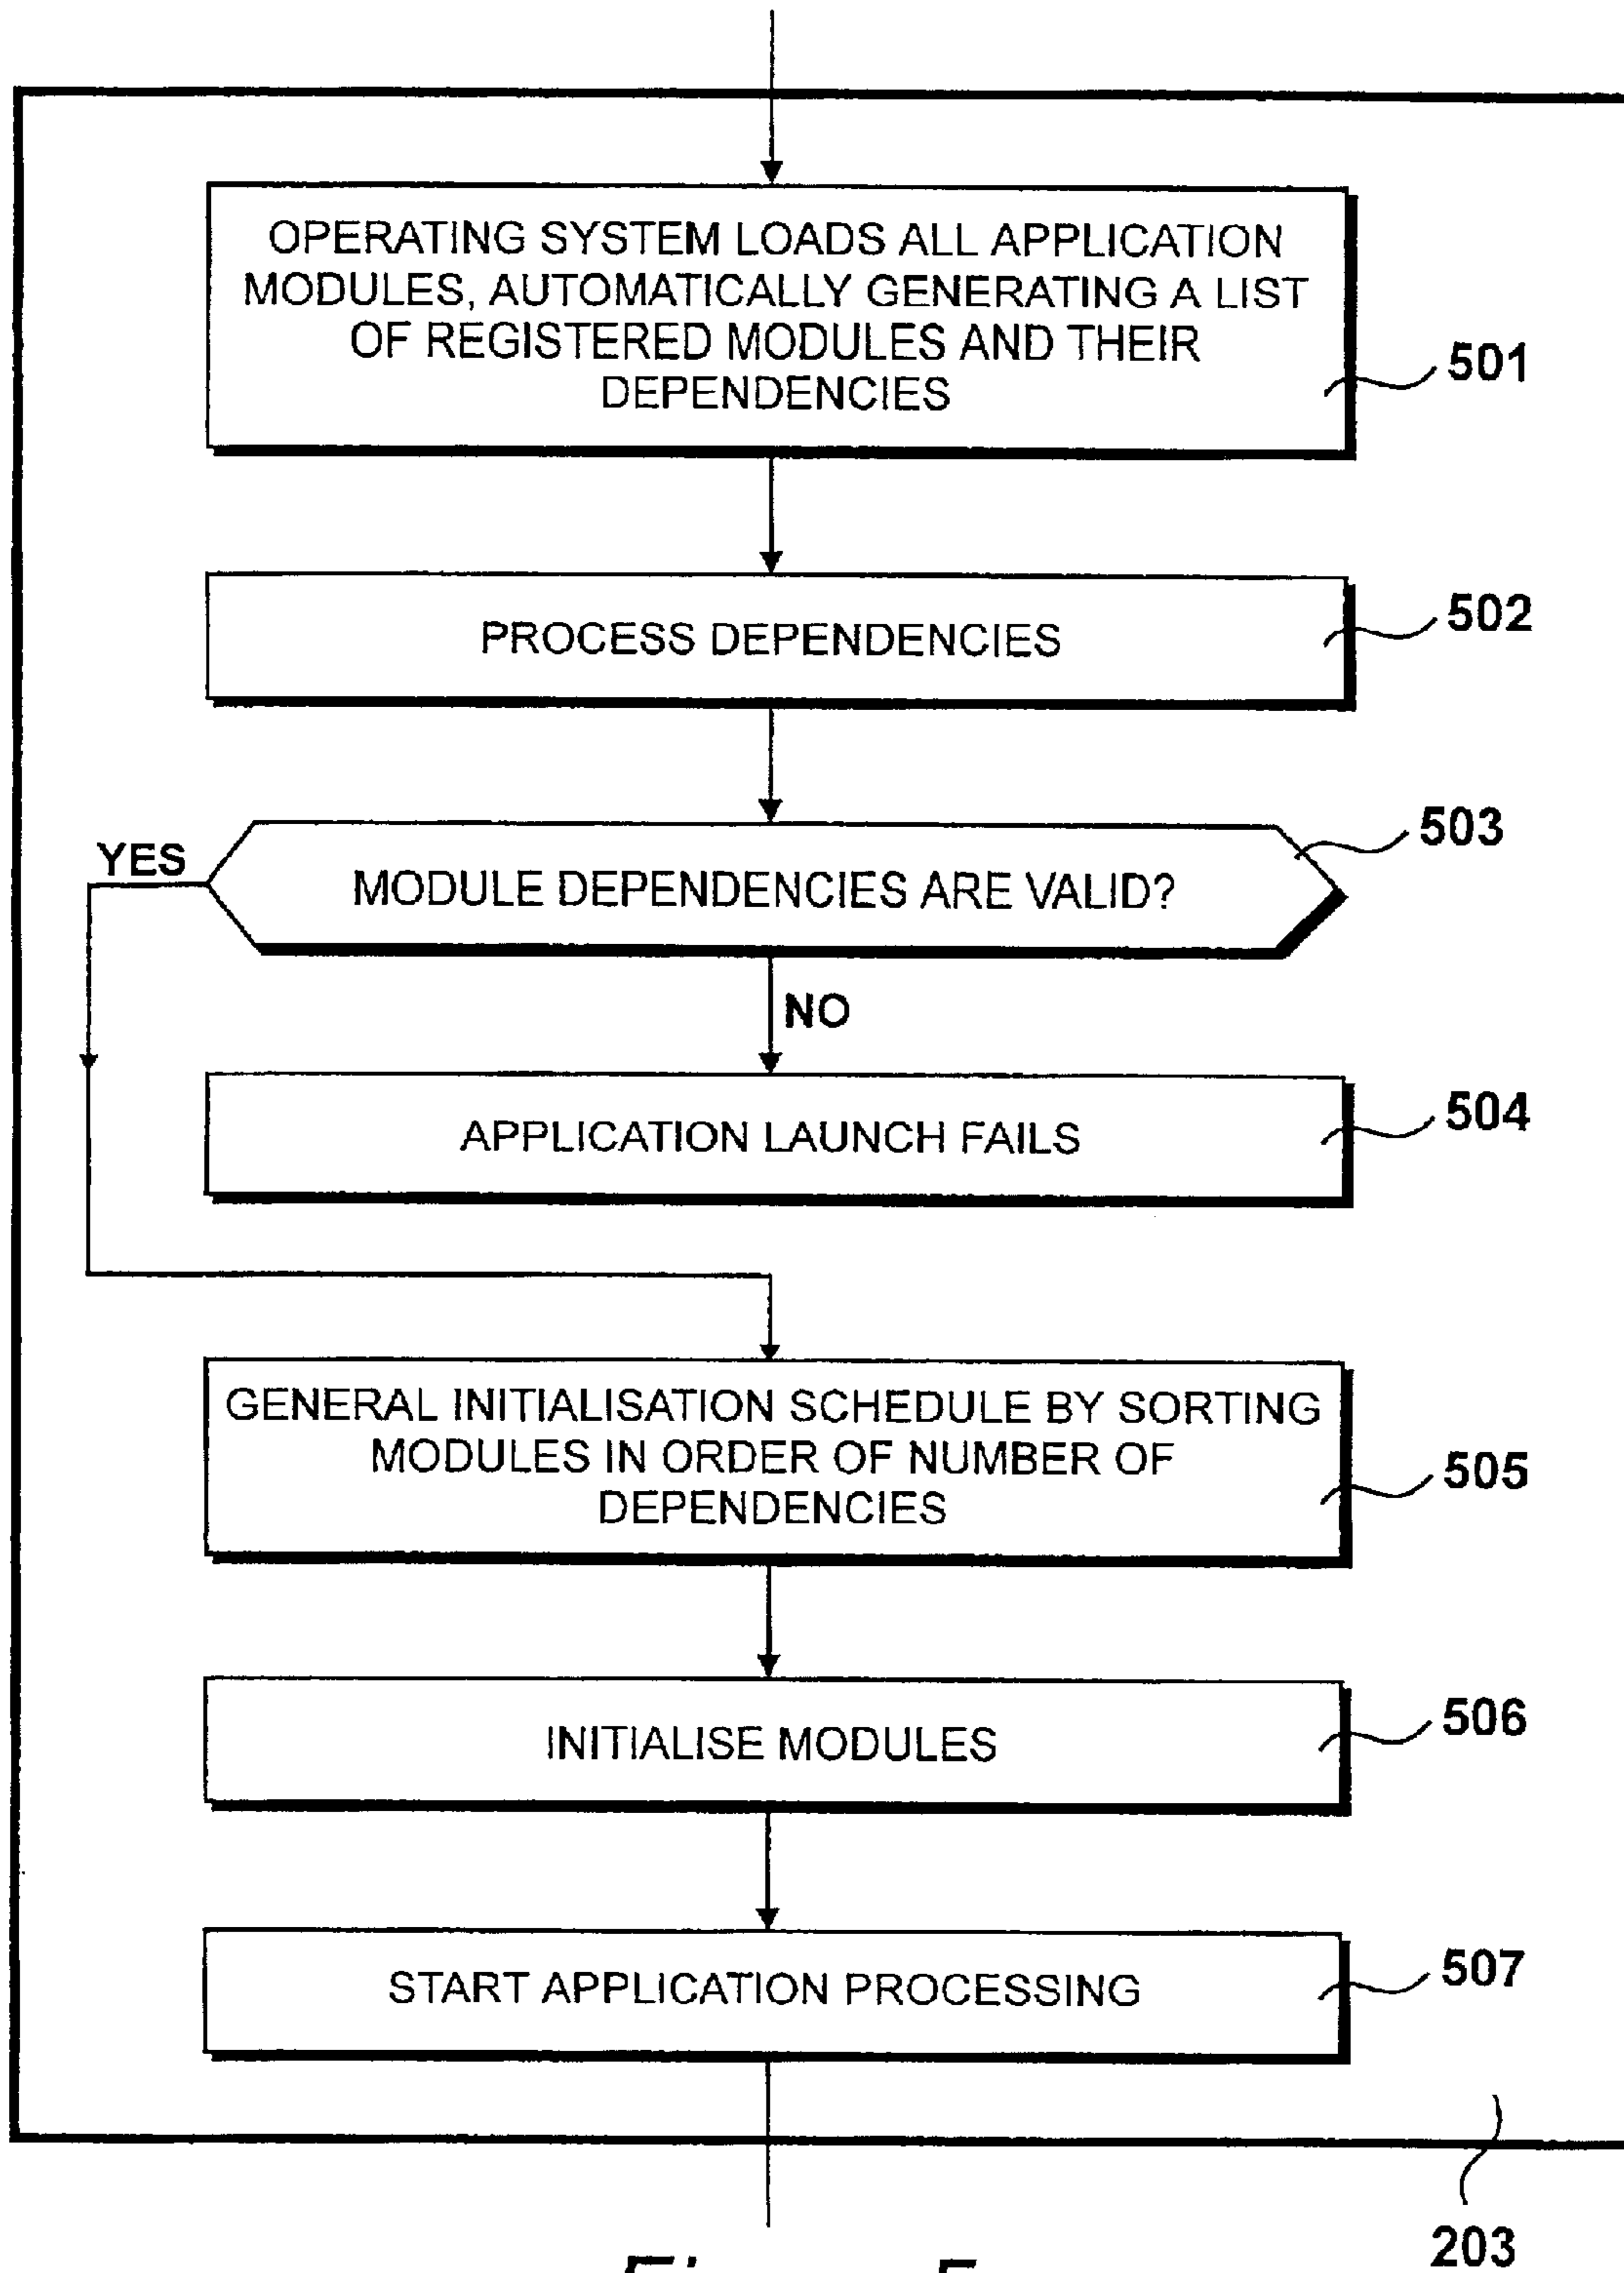 OPERATING SYSTEM LOADS ALL APPLICATION
MODULES, AUTOMATICALLY GENERATING A LIST
OF REGISTERED MODULES AND THEIR
DEPENDENCIES
501
PROCESS DEPENDENCIES
502
503
YES
MODULE DEPENDENCIES ARE VALID?
NO
APPLICATION LAUNCH FAILS
504
GENERAL INITIALISATION SCHEDULE BY SORTING
MODULES IN ORDER OF NUMBER OF
DEPENDENCIES
505
INITIALISE MODULES
506
START APPLICATION PROCESSING
507
203